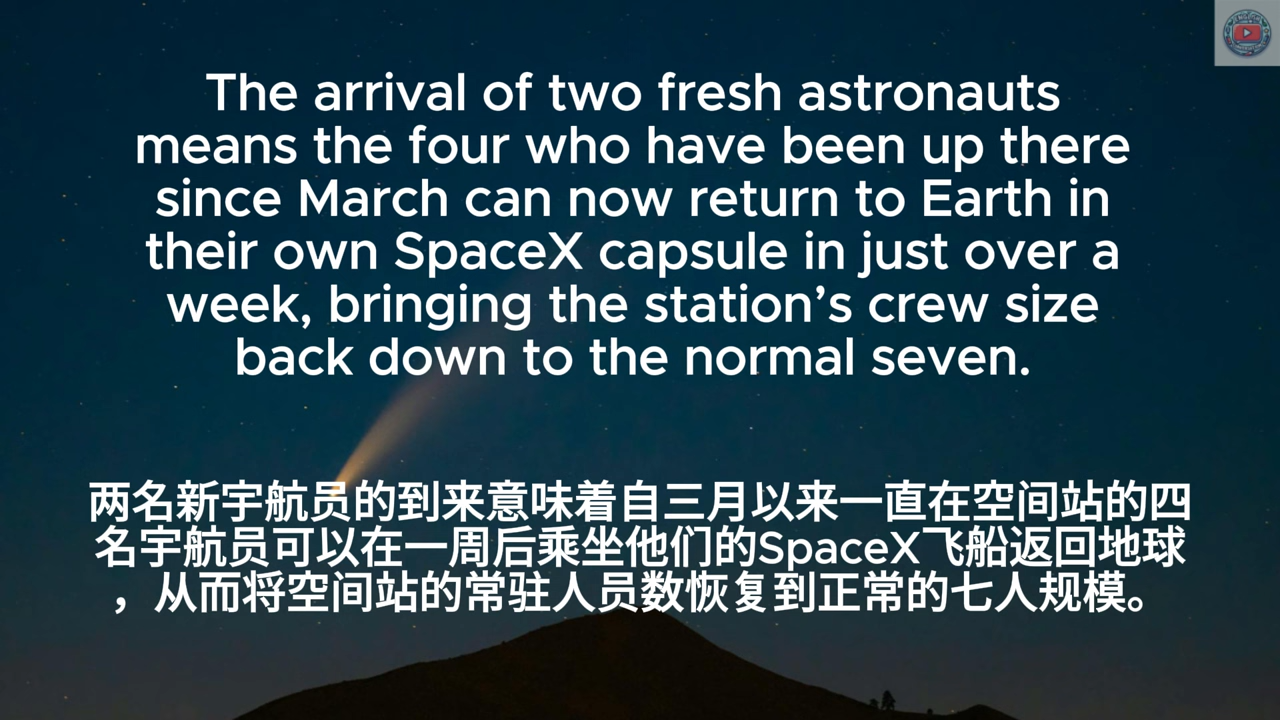 The arrival of two fresh astronauts
means the four who have been up there
since March can now return to Earth in
their own SpaceX capsule in just over a
week, bringing the station’s crew size
back down to the normal seven.
两名新宇航员的到来意味着自三月以来一直在空间站的四
名宇航员可以在一周后乘坐他们的SpaceX飞船返回地球
，从而将空间站的常驻人员数恢复到正常的七人规模。